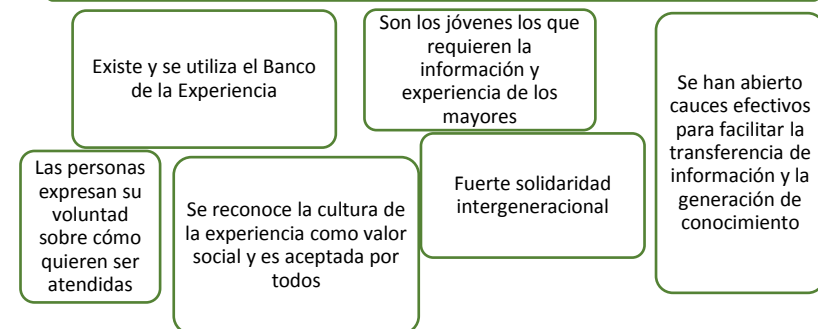 Existe y se utiliza el Banco
de la Experiencia
Son los jóvenes los que
requieren la
información y
experiencia de los
mayores
Se han abierto
cauces efectivos
para facilitar la
transferencia de
información y la
generación de
conocimiento
Las personas
expresan su
voluntad
sobre cómo
quieren ser
atendidas
Se reconoce la cultura de
la experiencia como valor
social y es aceptada por
todos
Fuerte solidaridad
intergeneracional